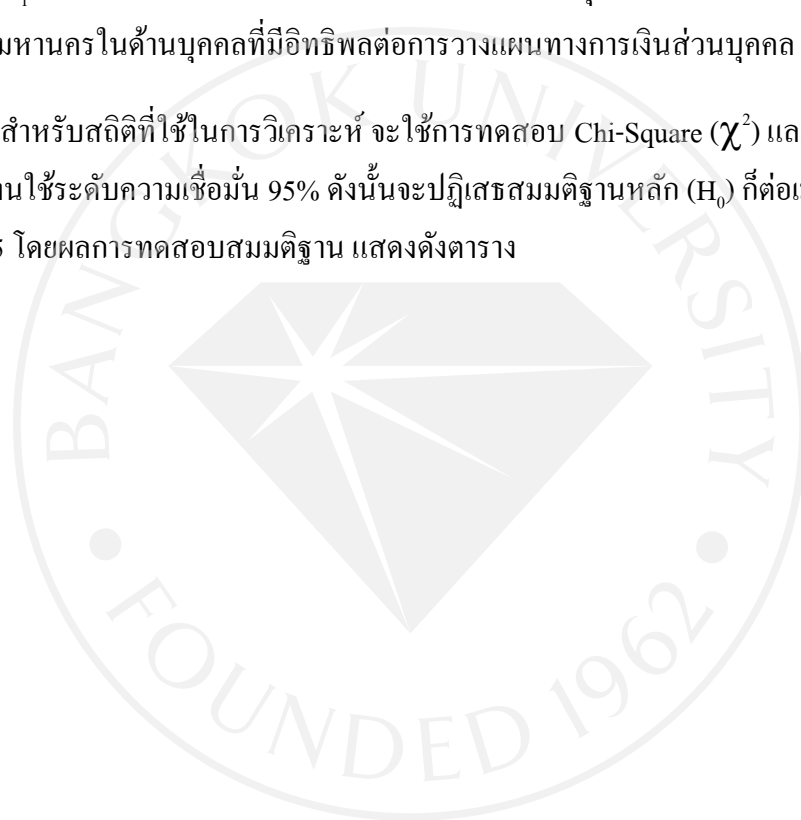 มหานครในด้านบุคคลที่มีอิทธิพลต่อการวางแผนทางการเงินส่วนบุคคล
สำหรับสถิติที่ใช้ในการวิเคราะห์ จะใช้การทดสอบ Chi-Square (χ²) และ
ใช้ระดับความเชื่อมั่น 95% ดังนั้นจะปฏิเสธสมมติฐานหลัก (H₀) ก็ต่อ
โดยผลการทดสอบสมมติฐาน แสดงดังตาราง
BANGKOK UNIVERSITY
FOUNDED 1962